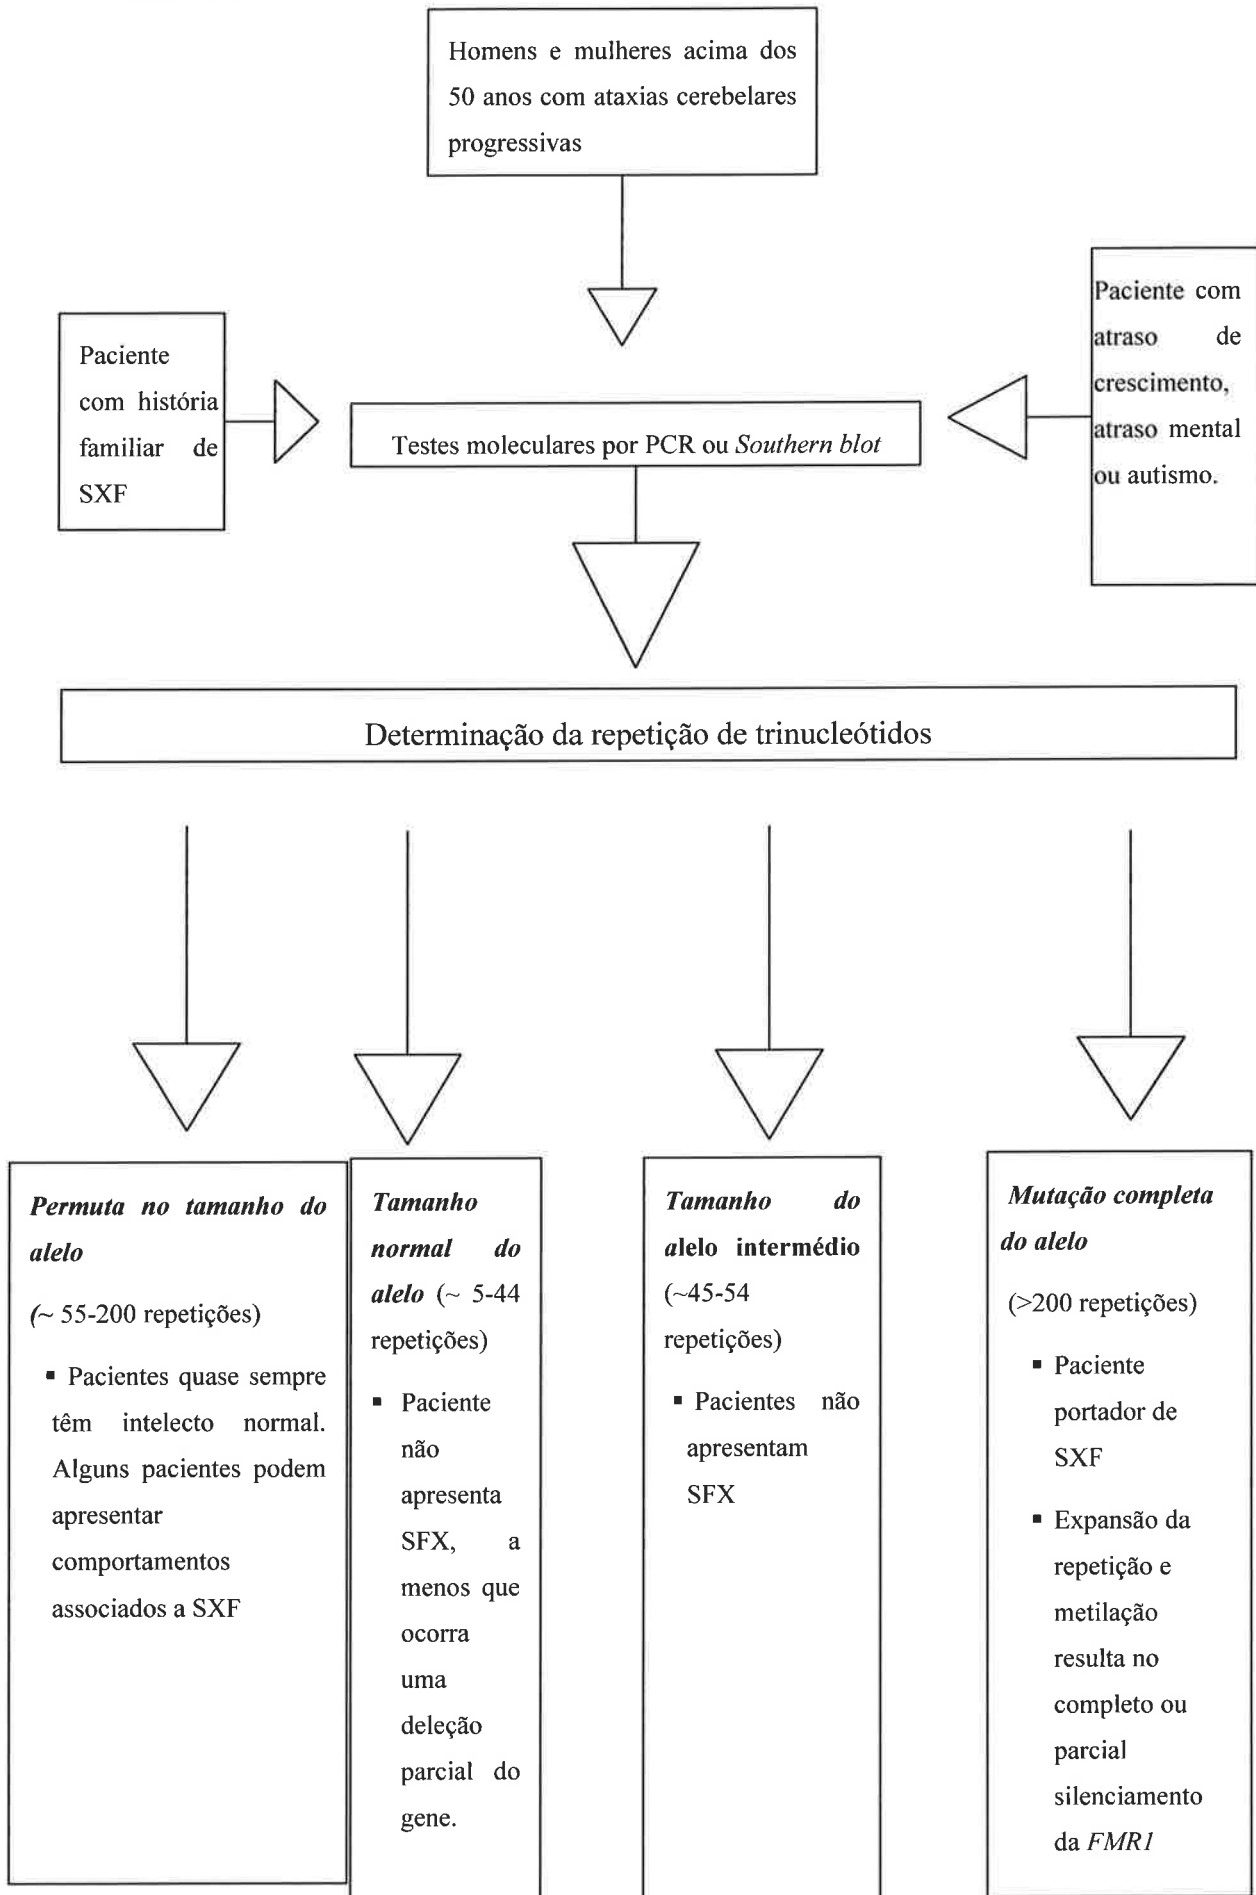 Homens e mulheres acima dos
50 anos com ataxias cerebelares
progressivas
Paciente
com história
familiar de
SXF
Paciente com
atraso de
crescimento,
atraso mental
ou autismo.
Testes moleculares por PCR ou Southern blot
Determinação da repetição de trinucleótidos
Permuta no tamanho do
alelo
(~ 55-200 repetições)
▪ Pacientes quase sempre
têm intelecto normal.
Alguns pacientes podem
apresentar
comportamentos
associados a SXF
Tamanho
normal do
alelo (~ 5-44
repetições)
▪ Paciente
não
apresenta
SFX, a
menos que
ocorra
uma
deleção
parcial do
gene.
Tamanho do
alelo intermédio
(~45-54
repetições)
▪ Pacientes não
apresentam
SFX
Mutação completa
do alelo
(>200 repetições)
▪ Paciente
portador de
SXF
▪ Expansão da
repetição e
metilação
resulta no
completo ou
parcial
silenciamento
da FMR1